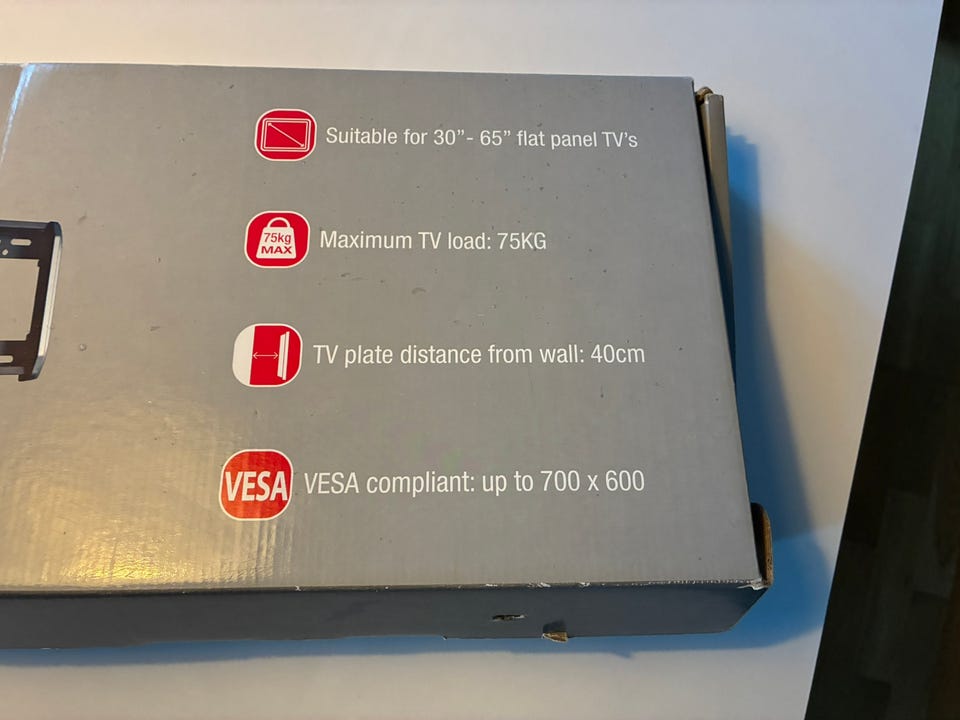 Suitable for 30”- 65” flat panel TV’s
75kg
MAX
Maximum TV load: 75KG
TV plate distance from wall: 40cm
VESA
VESA compliant: up to 700 x 600